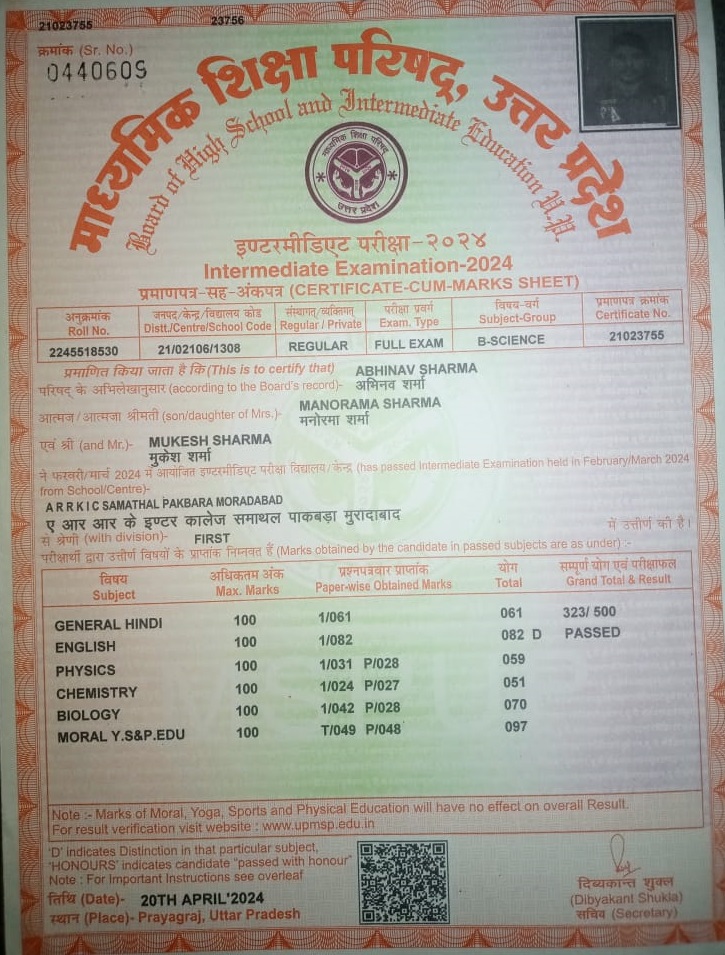 21023755
23756
क्रमांक (Sr. No.)
0440609
माध्यमिक शिक्षा परिषद्, उत्तर प्रदेश
Board of High School and Intermediate Education U.P.
माध्यमिक शिक्षा परिषद्
उत्तर प्रदेश
इण्टरमीडिएट परीक्षा-२०२४
Intermediate Examination-2024
प्रमाणपत्र-सह-अंकपत्र (CERTIFICATE-CUM-MARKS SHEET)
अनुक्रमांक जनपद/केन्द्र/विद्यालय कोड संस्थागत/व्यक्तिगत परीक्षा प्रवर्ग विषय-वर्ग प्रमाणपत्र क्रमांक
Roll No. Distt./Centre/School Code Regular / Private Exam. Type Subject-Group Certificate No.
2245518530 21/02106/1308 REGULAR FULL EXAM B-SCIENCE 21023755
प्रमाणित किया जाता है कि (This is to certify that) ABHINAV SHARMA
परिषद् के अभिलेखानुसार (according to the Board's record)- अभिनव शर्मा
आत्मज/आत्मजा श्रीमती (son/daughter of Mrs.)- MANORAMA SHARMA
मनोरमा शर्मा
एवं श्री (and Mr.)- MUKESH SHARMA
मुकेश शर्मा
ने फरवरी/मार्च 2024 में आयोजित इण्टरमीडिएट परीक्षा विद्यालय/केन्द्र (has passed Intermediate Examination held in February/March 2024
from School/Centre)-
A R R K I C SAMATHAL PAKBARA MORADABAD
ए आर आर के इण्टर कालेज समाथल पाकबड़ा मुरादाबाद
में उत्तीर्ण की है।
में श्रेणी (with division)- FIRST
परीक्षार्थी द्वारा उत्तीर्ण विषयों के प्राप्तांक निम्नवत् हैं (Marks obtained by the candidate in passed subjects are as under) :-
विषय अधिकतम अंक प्रश्नपत्रवार प्राप्तांक योग सम्पूर्ण योग एवं परीक्षाफल
Subject Max. Marks Paper-wise Obtained Marks Total Grand Total & Result
GENERAL HINDI 100 1/061 061 323/ 500
ENGLISH 100 1/082 082 D PASSED
PHYSICS 100 1/031 P/028 059
CHEMISTRY 100 1/024 P/027 051
BIOLOGY 100 1/042 P/028 070
MORAL Y.S&P.EDU 100 T/049 P/048 097
Note :- Marks of Moral, Yoga, Sports and Physical Education will have no effect on overall Result.
For result verification visit website : www.upmsp.edu.in
'D' indicates Distinction in that particular subject,
'HONOURS' indicates candidate "passed with honour"
Note : For Important Instructions see overleaf
तिथि (Date)- 20TH APRIL'2024
स्थान (Place)- Prayagraj, Uttar Pradesh
दिब्यकान्त शुक्ल
(Dibyakant Shukla)
सचिव (Secretary)